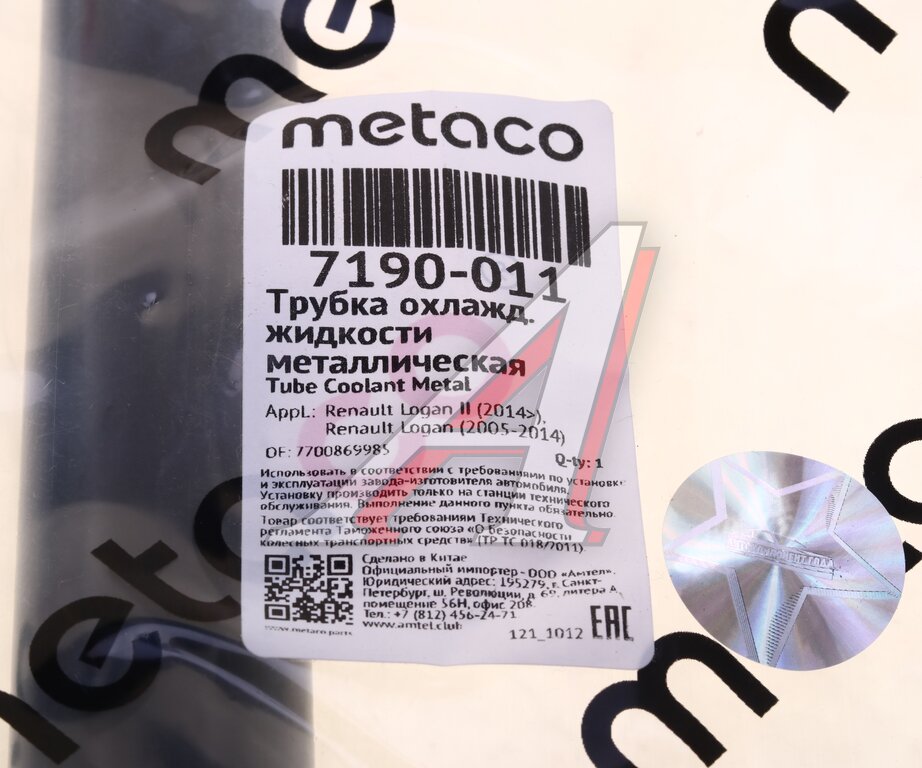 metaco
7190-011
Трубка охлажд.
жидкости
металлическая
Tube Coolant Metal
Appl.: Renault Logan II (2014>),
Renault Logan (2005-2014)
OE: 7700869985
Q-ty: 1
Использовать в соответствии с требованиями по установке
и эксплуатации завода-изготовителя автомобиля.
Установку производить только на станции технического
обслуживания. Выполнение данного пункта обязательно.
Товар соответствует требованиям Технического
регламента Таможенного союза «О безопасности
колесных транспортных средств» (ТР ТС 018/2011).
Сделано в Китае
Официальный импортер - ООО «Амтел».
Юридический адрес: 195279, г. Санкт-
Петербург, ш. Революции, д 69, литера А,
помещение 56Н, офис 208
Тел.: +7 (812) 456-24-71
www.amtel.club
www.metaco.parts
121_1012 EAC
metaco